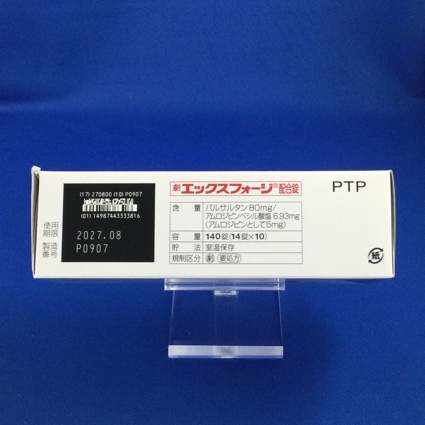 (17) 270800 (10) P0907
(01) 14987443333816
使用期限 2027.08
製造番号 P0907
劇 エックスフォージ® 配合錠
含量 バルサルタン 80mg/
アムロジピンベシル酸塩 6.93mg
(アムロジピンとして5mg)
容量 140錠(14錠×10)
貯法 室温保存
規制区分 劇 要処方
PTP
紙